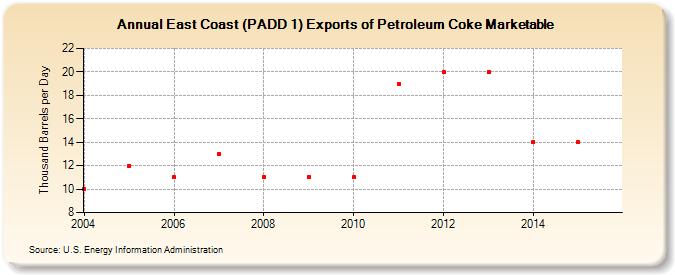 Annual East Coast (PADD 1) Exports of Petroleum Coke Marketable
Thousand Barrels per Day
22
20
18
16
14
12
10
8
2004 2006 2008 2010 2012 2014
Source: U.S. Energy Information Administration